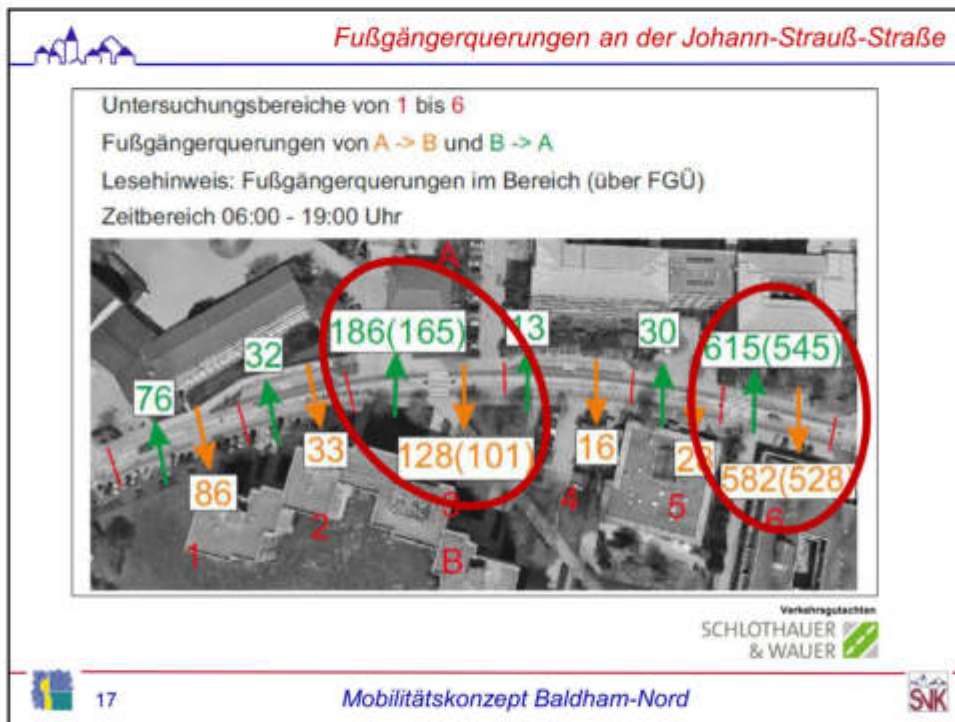 Fußgängerquerungen an der Johann-Strauß-Straße
Untersuchungsbereiche von 1 bis 6
Fußgängerquerungen von A -> B und B -> A
Lesehinweis: Fußgängerquerungen im Bereich (über FGÜ)
Zeitbereich 06:00 - 19:00 Uhr
A
186(165)
13
30
615(545)
32
76
33
128(101)
16
582(528)
86
1
2
3
4
5
6
B
Verkehrsgutachten
SCHLOTHAUER
& WAUER
17
Mobilitätskonzept Baldham-Nord
SVK